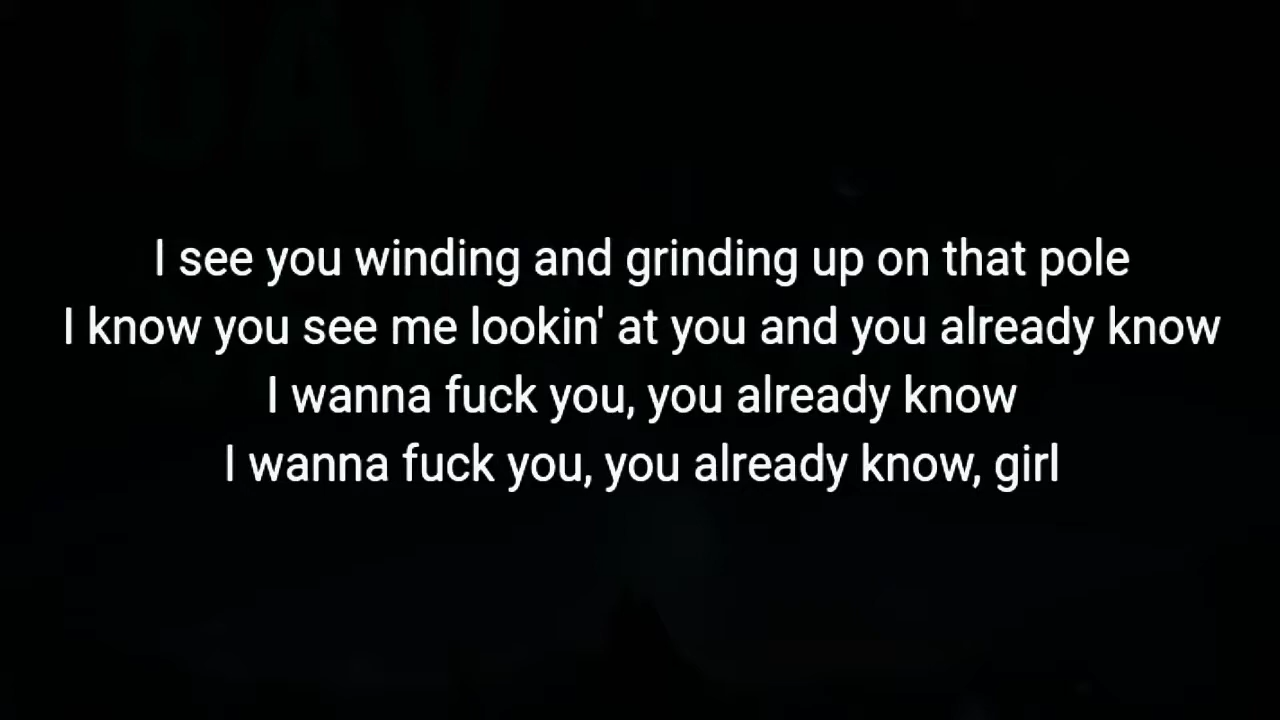 I see you winding and grinding up on that pole
I know you see me lookin' at you and you already know
I wanna fuck you, you already know
I wanna fuck you, you already know, girl